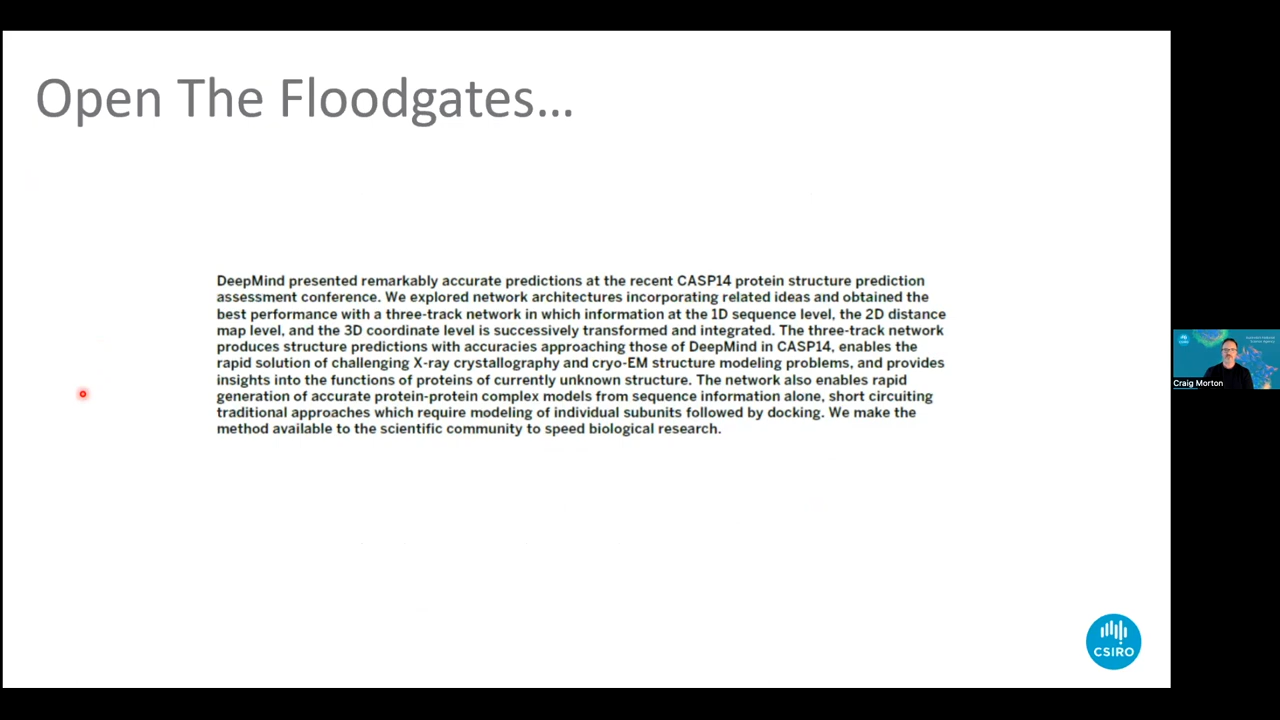 Open The Floodgates...
DeepMind presented remarkably accurate predictions at the recent CASP14 protein structure prediction
assessment conference. We explored network architectures incorporating related ideas and obtained the
best performance with a three-track network in which information at the 1D sequence level, the 2D distance
map level, and the 3D coordinate level is successively transformed and integrated. The three-track network
produces structure predictions with accuracies approaching those of DeepMind in CASP14, enables the
rapid solution of challenging X-ray crystallography and cryo-EM structure modeling problems, and provides
insights into the functions of proteins of currently unknown structure. The network also enables rapid
generation of accurate protein-protein complex models from sequence information alone, short circuiting
traditional approaches which require modeling of individual subunits followed by docking. We make the
method available to the scientific community to speed biological research.
Craig Morton
CSIRO